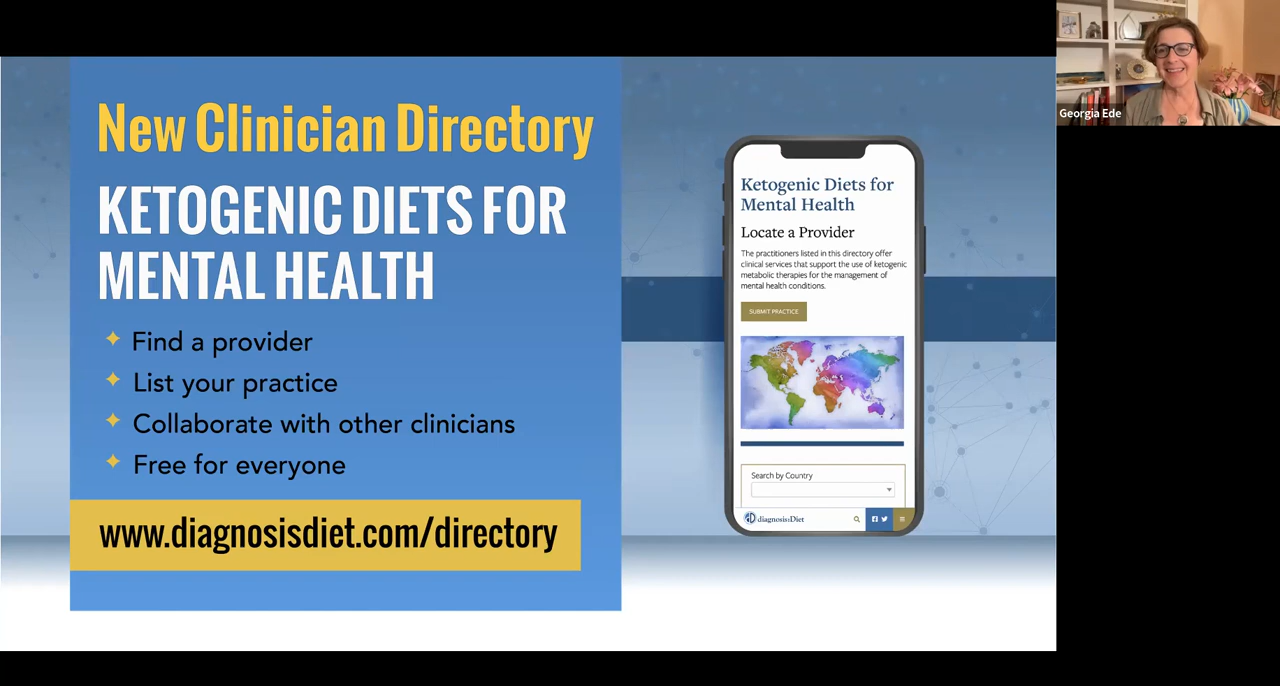 New Clinician Directory
KETOGENIC DIETS FOR
MENTAL HEALTH
Find a provider
List your practice
Collaborate with other clinicians
Free for everyone
www.diagnosisdiet.com/directory
Ketogenic Diets for
Mental Health
Locate a Provider
The practitioners listed in this directory offer
clinical services that support the use of ketogenic
metabolic therapies for the management of
mental health conditions.
SUBMIT PRACTICE
Search by Country
diagnosis:Diet
Georgia Ede